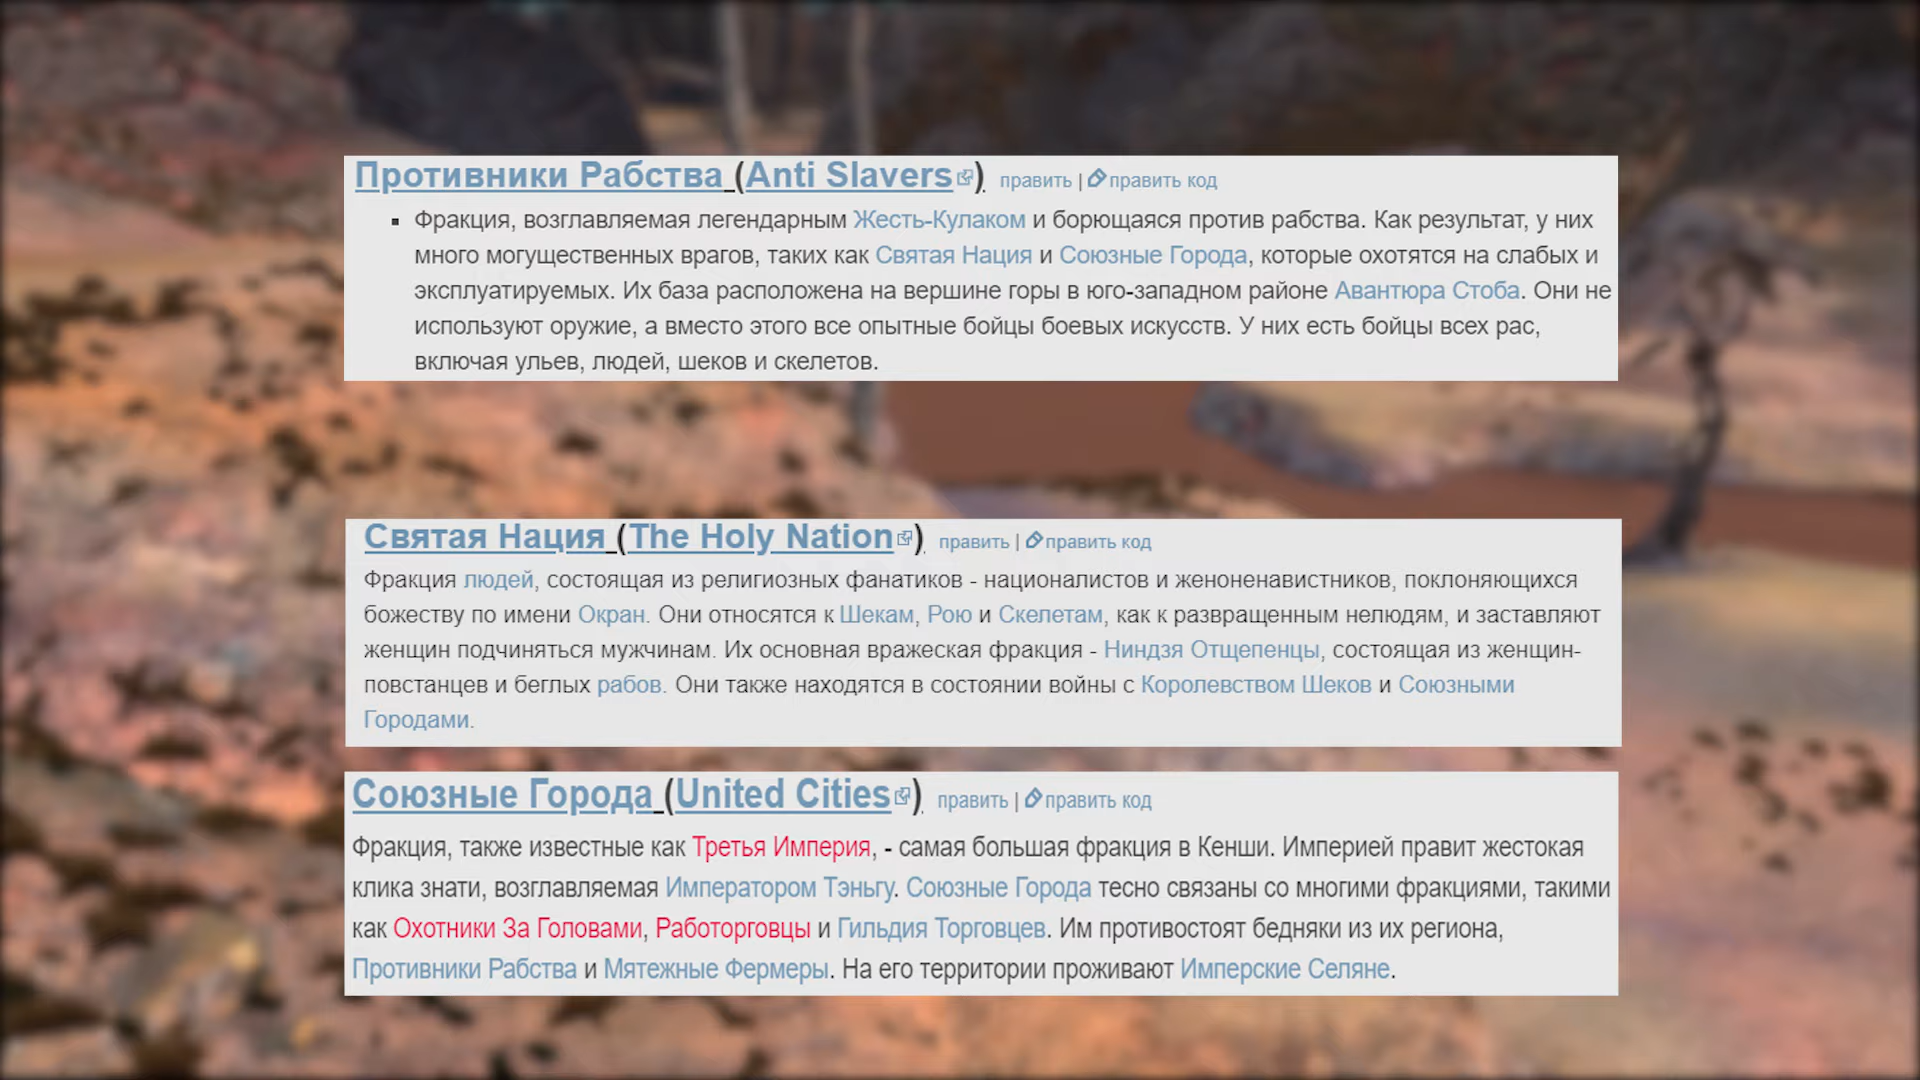 Противники Рабства (Anti Slavers) править | править код
Фракция, возглавляемая легендарным Жесть-Кулаком и борющаяся против рабства. Как результат, у них
много могущественных врагов, таких как Святая Нация и Союзные Города, которые охотятся на слабых и
эксплуатируемых. Их база расположена на вершине горы в юго-западном районе Авантюра Стоба. Они не
используют оружие, а вместо этого все опытные бойцы боевых искусств. У них есть бойцы всех рас,
включая ульев, людей, шеков и скелетов.
Святая Нация (The Holy Nation) править | править код
Фракция людей, состоящая из религиозных фанатиков - националистов и женоненавистников, поклоняющихся
божеству по имени Окран. Они относятся к Шекам, Рою и Скелетам, как к развращенным нелюдям, и заставляют
женщин подчиняться мужчинам. Их основная вражеская фракция - Ниндзя Отщепенцы, состоящая из женщин-
повстанцев и беглых рабов. Они также находятся в состоянии войны с Королевством Шеков и Союзными
Городами.
Союзные Города (United Cities) править | править код
Фракция, также известные как Третья Империя, - самая большая фракция в Кенши. Империей правит жестокая
клика знати, возглавляемая Императором Тэньгу. Союзные Города тесно связаны со многими фракциями, такими
как Охотники За Головами, Работорговцы и Гильдия Торговцев. Им противостоят бедняки из их региона,
Противники Рабства и Мятежные Фермеры. На его территории проживают Имперские Селяне.